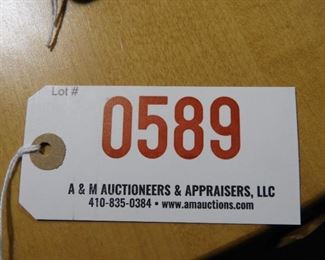 Lot #
0589
A & M AUCTIONEERS & APPRAISERS, LLC
410-835-0384 • www.amauctions.com